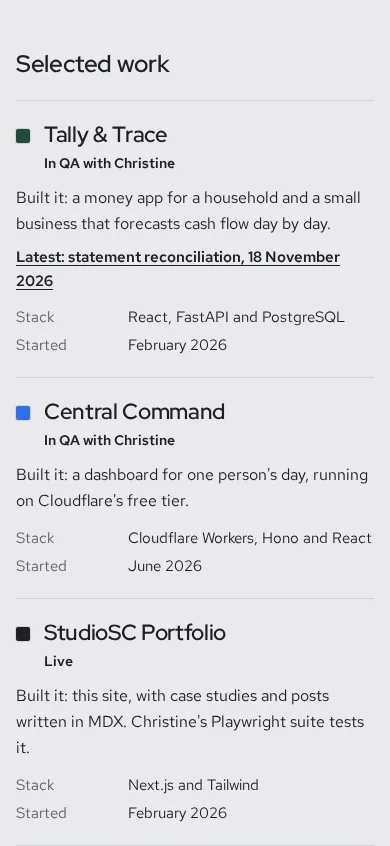 Selected work
Tally & Trace
In QA with Christine
Built it: a money app for a household and a small
business that forecasts cash flow day by day.
Latest: statement reconciliation, 18 November
2026
Stack React, FastAPI and PostgreSQL
Started February 2026
Central Command
In QA with Christine
Built it: a dashboard for one person's day, running
on Cloudflare's free tier.
Stack Cloudflare Workers, Hono and React
Started June 2026
StudioSC Portfolio
Live
Built it: this site, with case studies and posts
written in MDX. Christine's Playwright suite tests
it.
Stack Next.js and Tailwind
Started February 2026